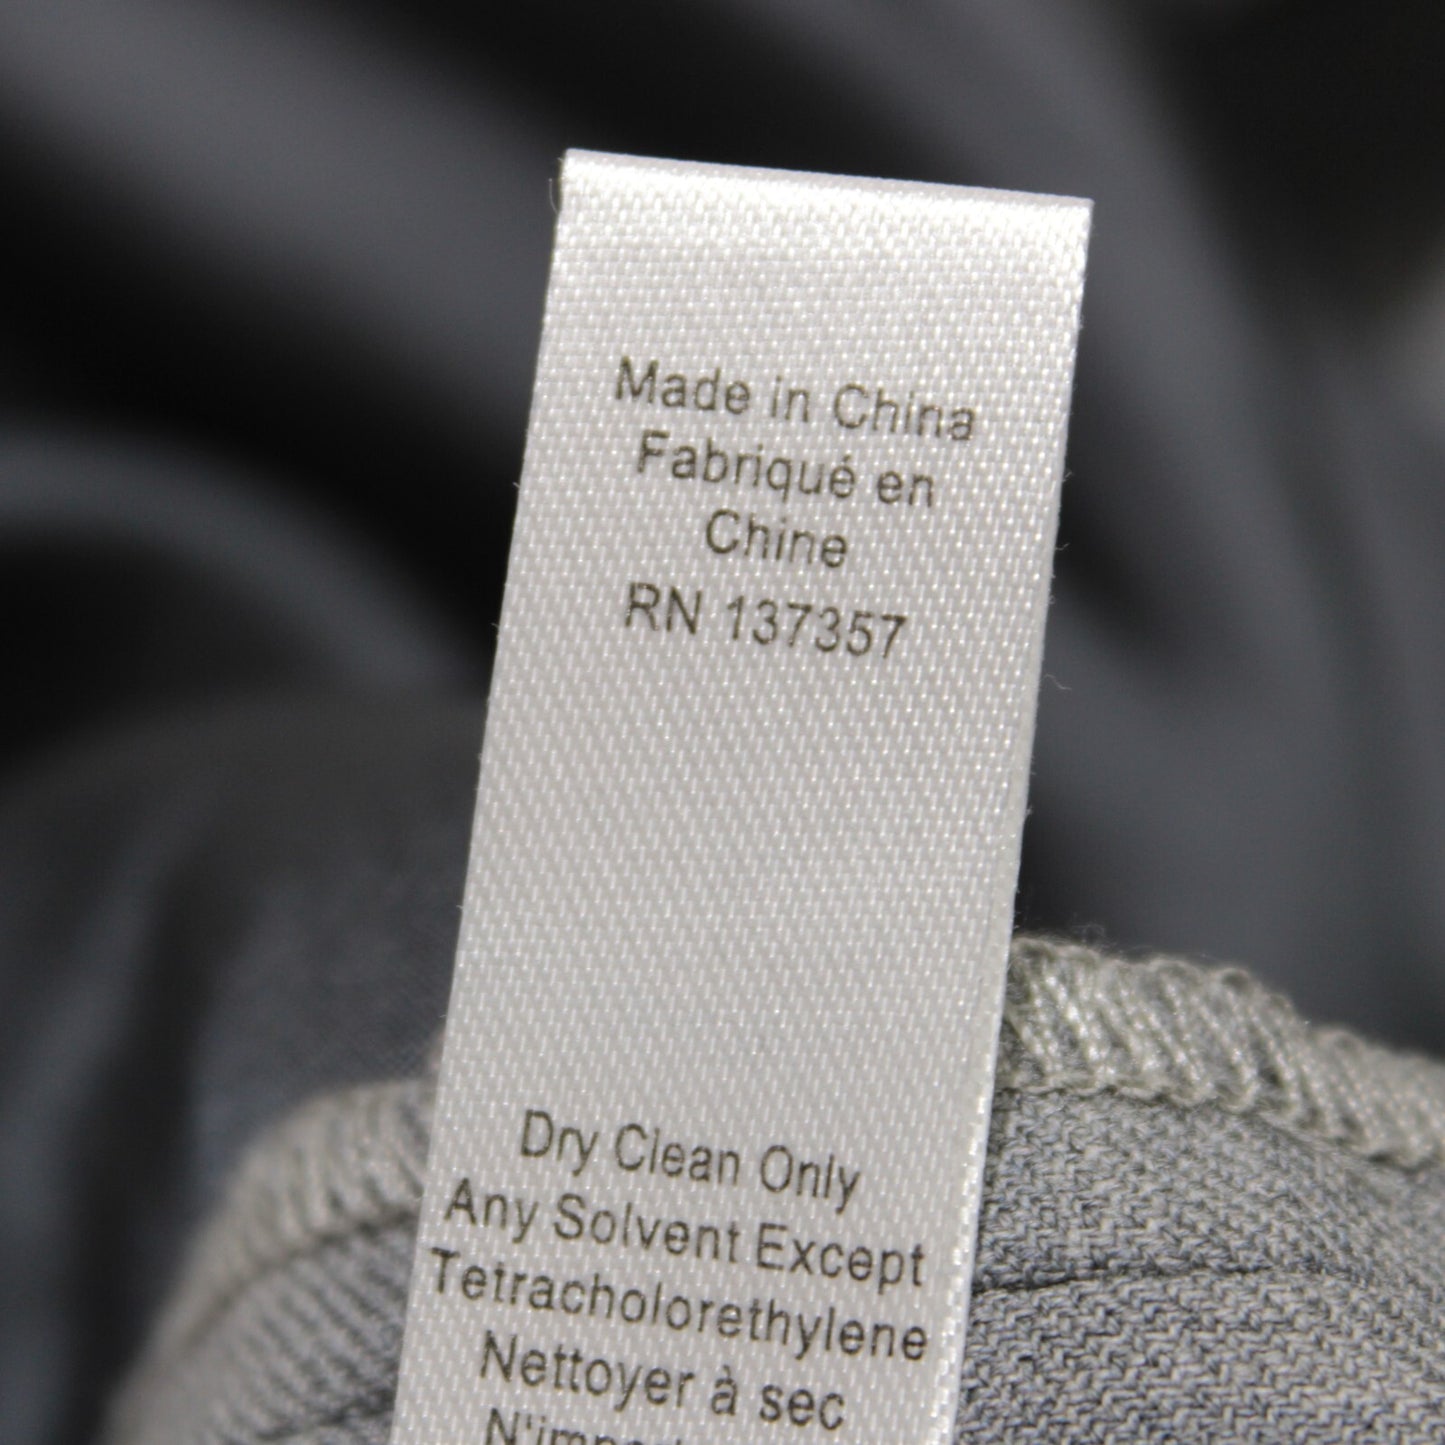 Made in China
Fabriqué en
Chine
RN 137357
Dry Clean Only
Any Solvent Except
Tetracholorethylene
Nettoyer à sec